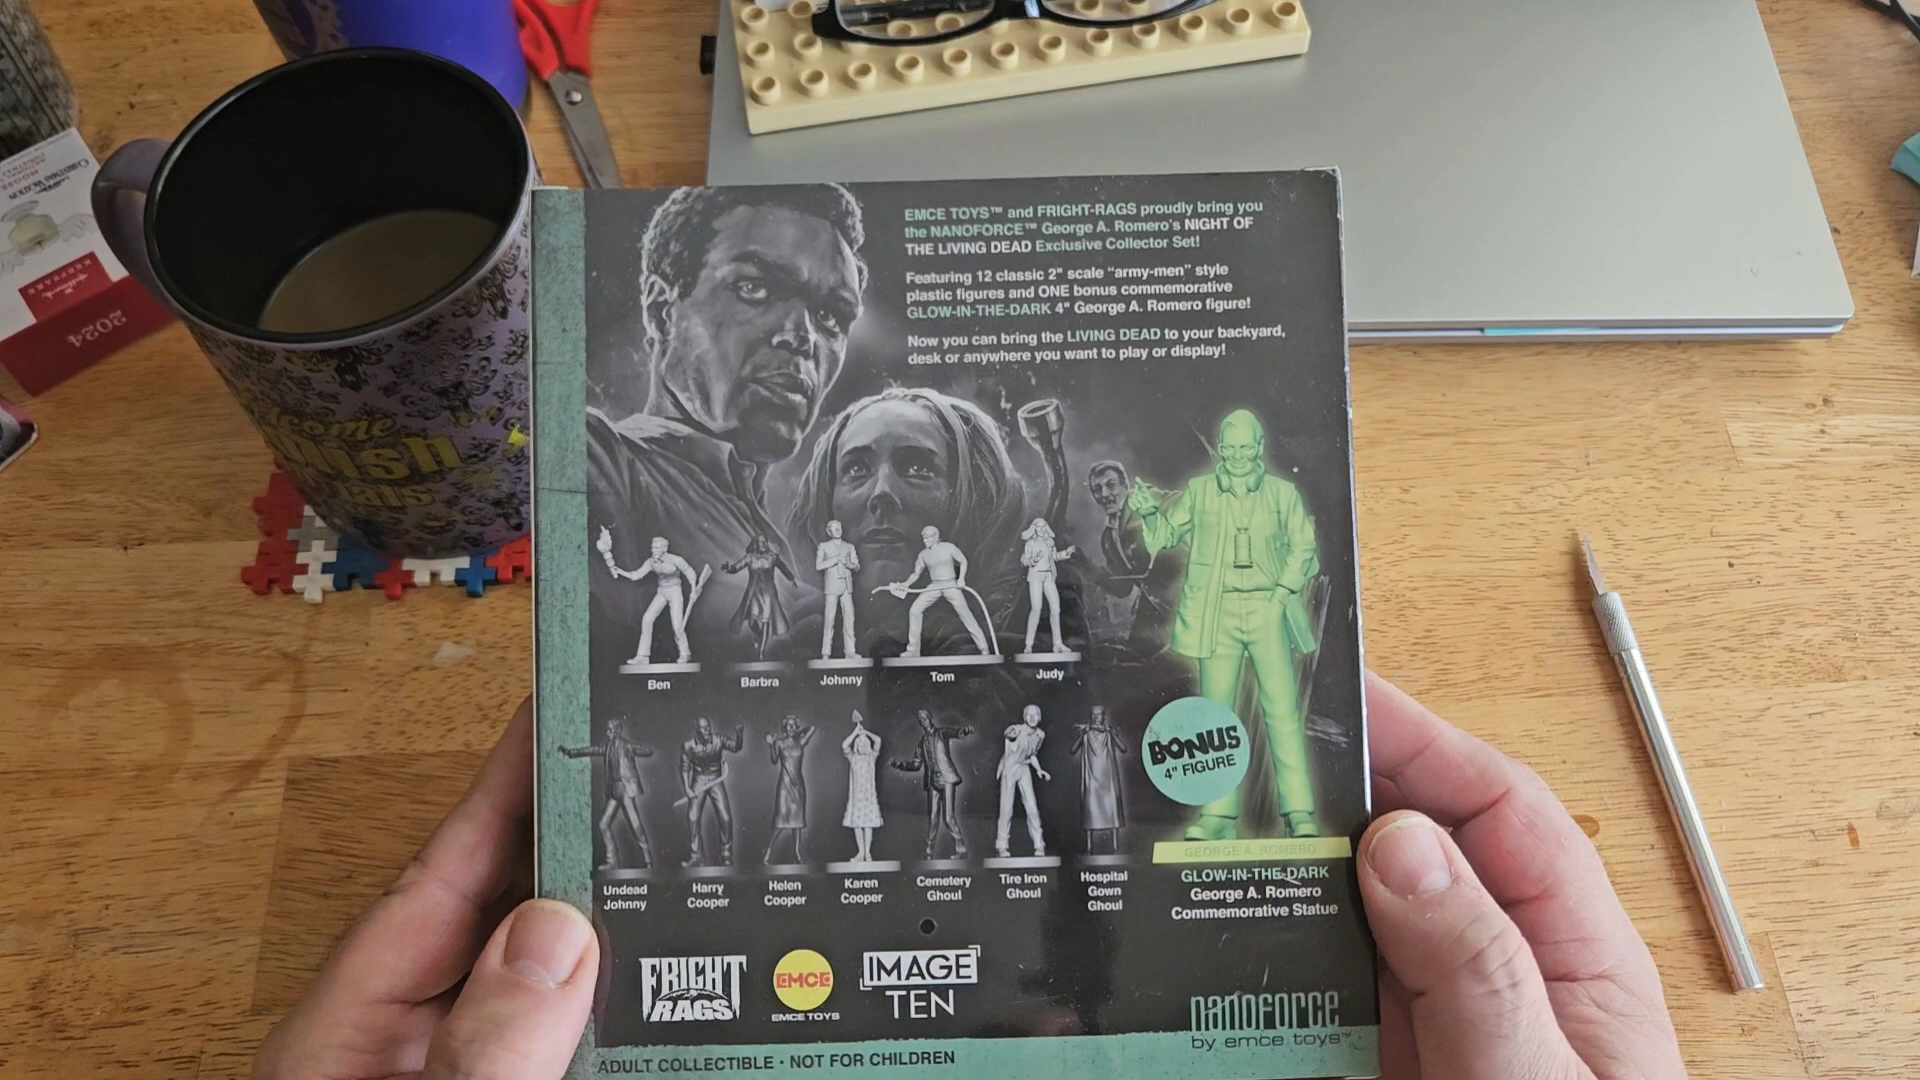 EMCE TOYS™ and FRIGHT-RAGS proudly bring you
the NANOFORCE™ George A. Romero's NIGHT OF
THE LIVING DEAD Exclusive Collector Set!
Featuring 12 classic 2" scale "army-men" style
plastic figures and ONE bonus commemorative
GLOW-IN-THE-DARK 4" George A. Romero figure!
Now you can bring the LIVING DEAD to your backyard,
desk or anywhere you want to play or display!
Ben
Barbra
Johnny
Tom
Judy
Undead
Johnny
Harry
Cooper
Helen
Cooper
Karen
Cooper
Cemetery
Ghoul
Tire Iron
Ghoul
Hospital
Gown
Ghoul
BONUS
4" FIGURE
GEORGE A. ROMERO
GLOW-IN-THE-DARK
George A. Romero
Commemorative Statue
FRIGHT
RAGS
EMCE
EMCE TOYS
IMAGE
TEN
nanoforce
by emce toys™
ADULT COLLECTIBLE · NOT FOR CHILDREN
2024